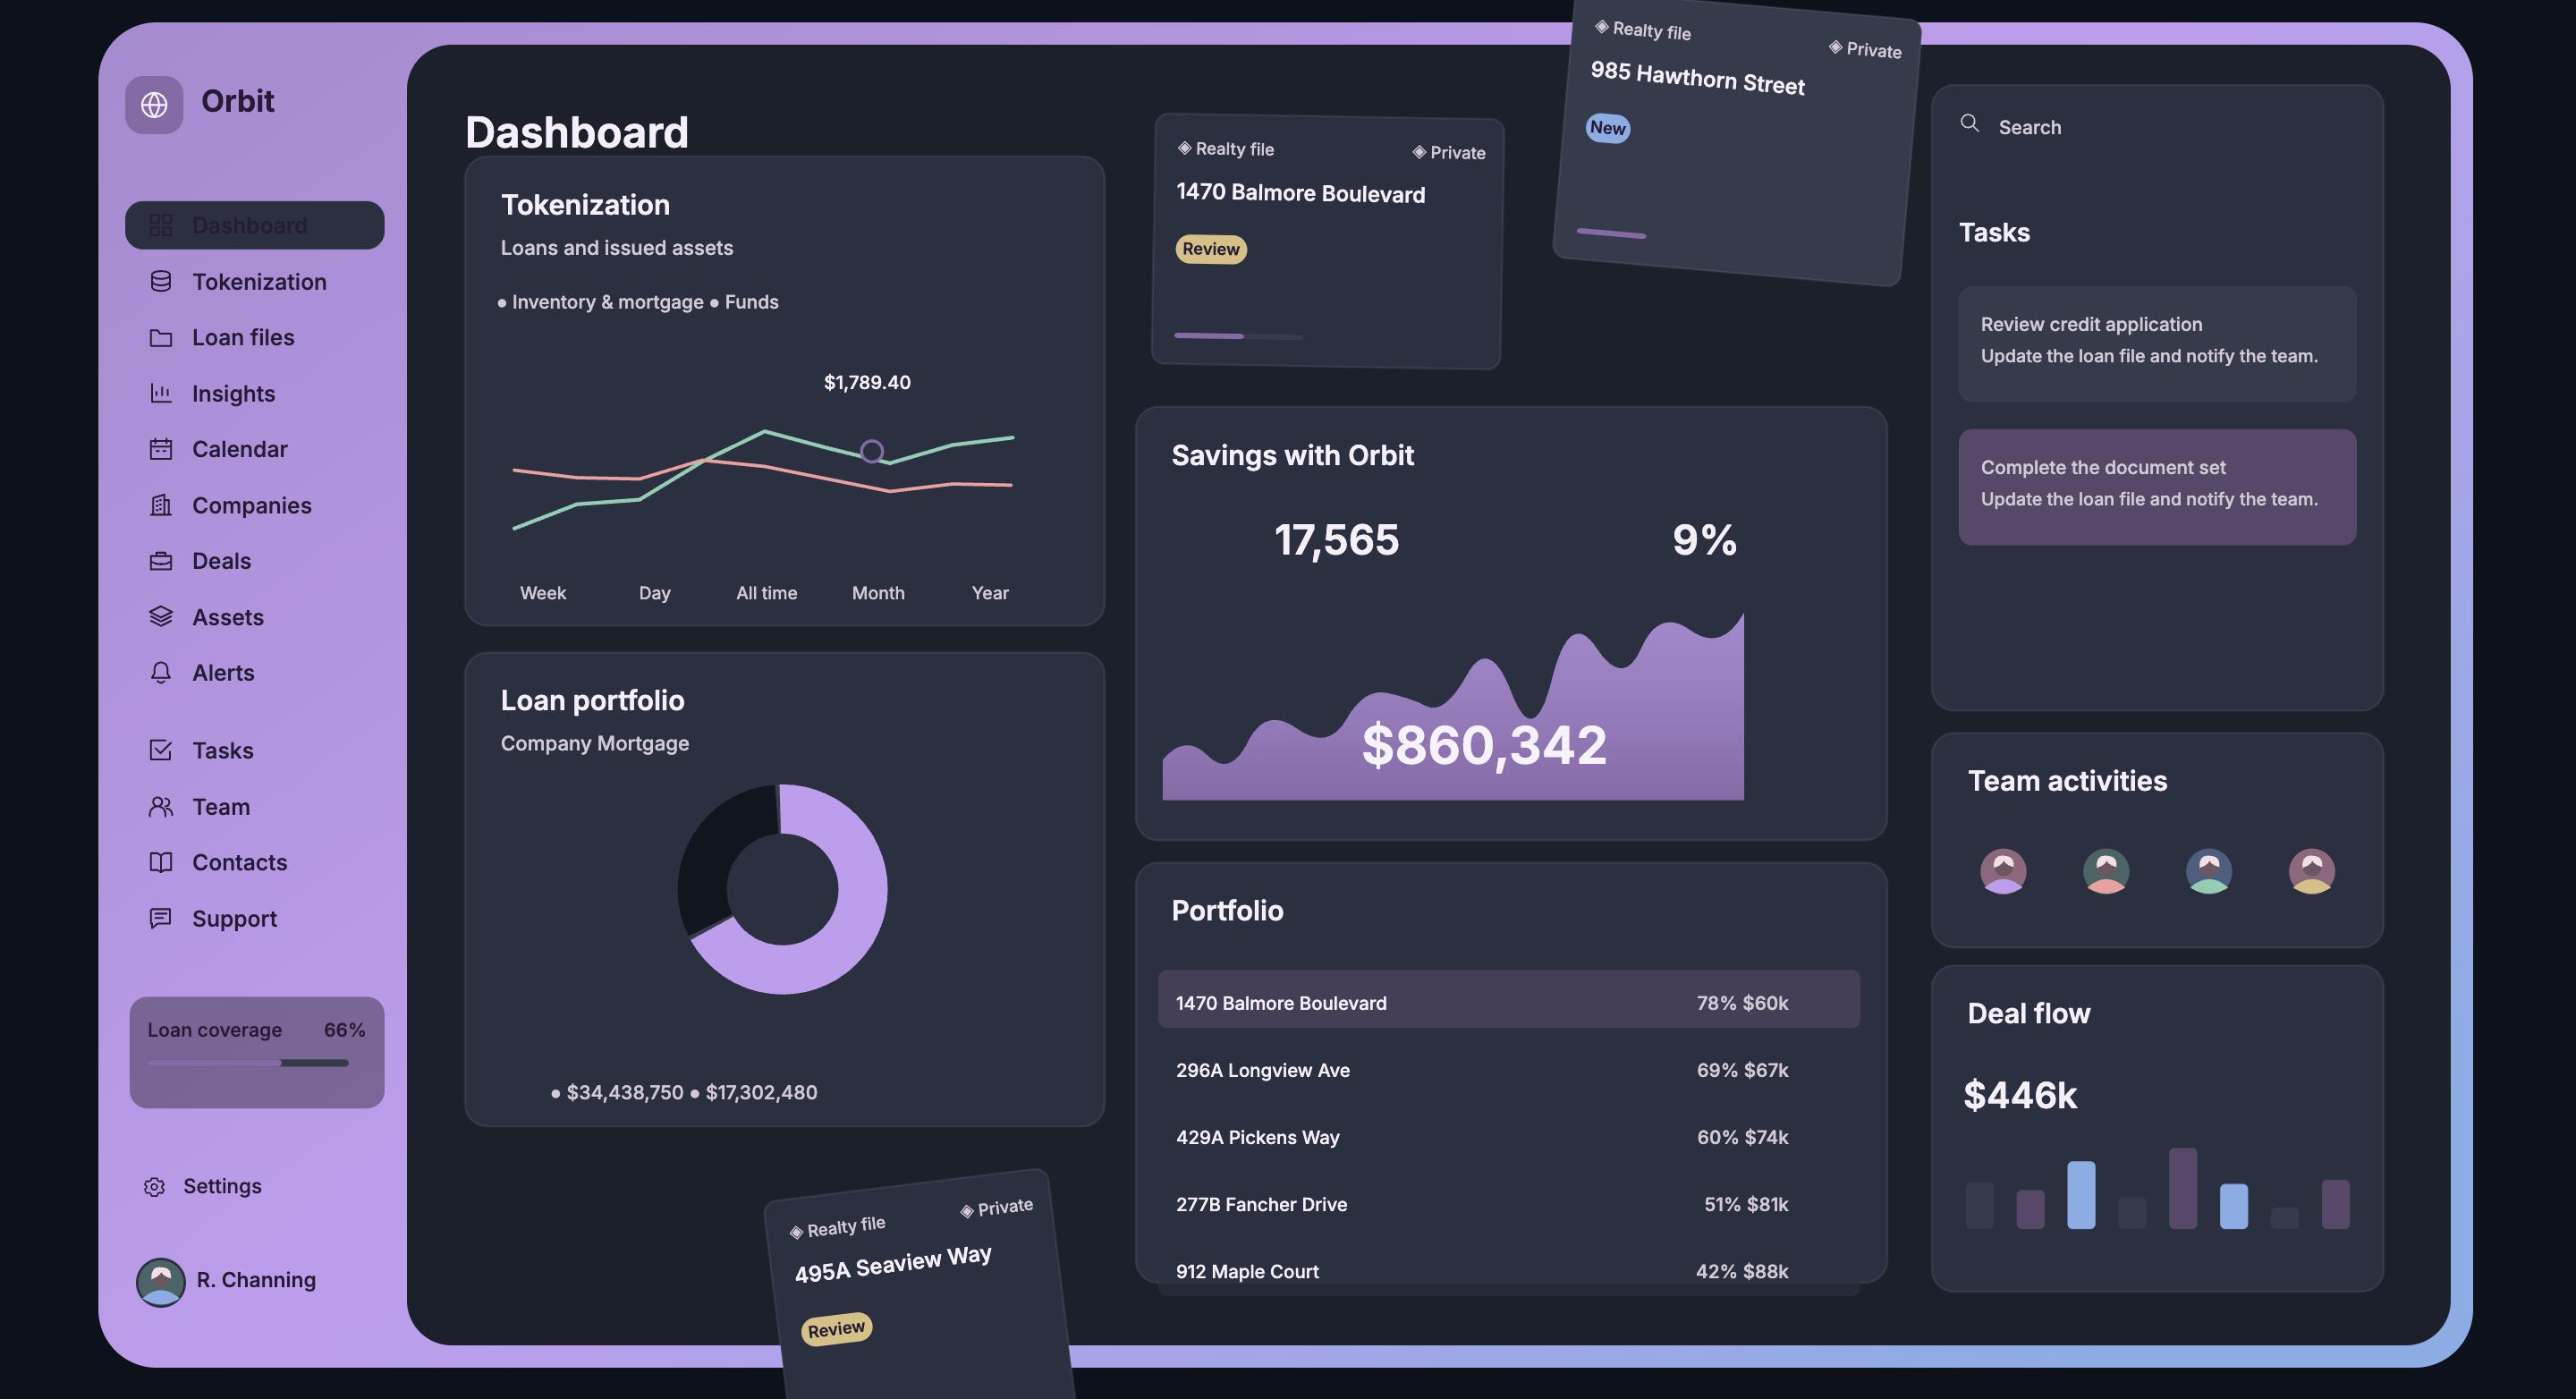 Orbit
Dashboard
Tokenization
Loan files
Insights
Calendar
Companies
Deals
Assets
Alerts
Tasks
Team
Contacts
Support
Loan coverage 66%
Settings
R. Channing
Dashboard
Tokenization
Loans and issued assets
● Inventory & mortgage ● Funds
$1,789.40
Week Day All time Month Year
Loan portfolio
Company Mortgage
● $34,438,750 ● $17,302,480
◈ Realty file ◈ Private
495A Seaview Way
Review
◈ Realty file ◈ Private
1470 Balmore Boulevard
Review
◈ Realty file ◈ Private
985 Hawthorn Street
New
Savings with Orbit
17,565 9%
$860,342
Portfolio
1470 Balmore Boulevard 78% $60k
296A Longview Ave 69% $67k
429A Pickens Way 60% $74k
277B Fancher Drive 51% $81k
912 Maple Court 42% $88k
Search
Tasks
Review credit application
Update the loan file and notify the team.
Complete the document set
Update the loan file and notify the team.
Team activities
Deal flow
$446k